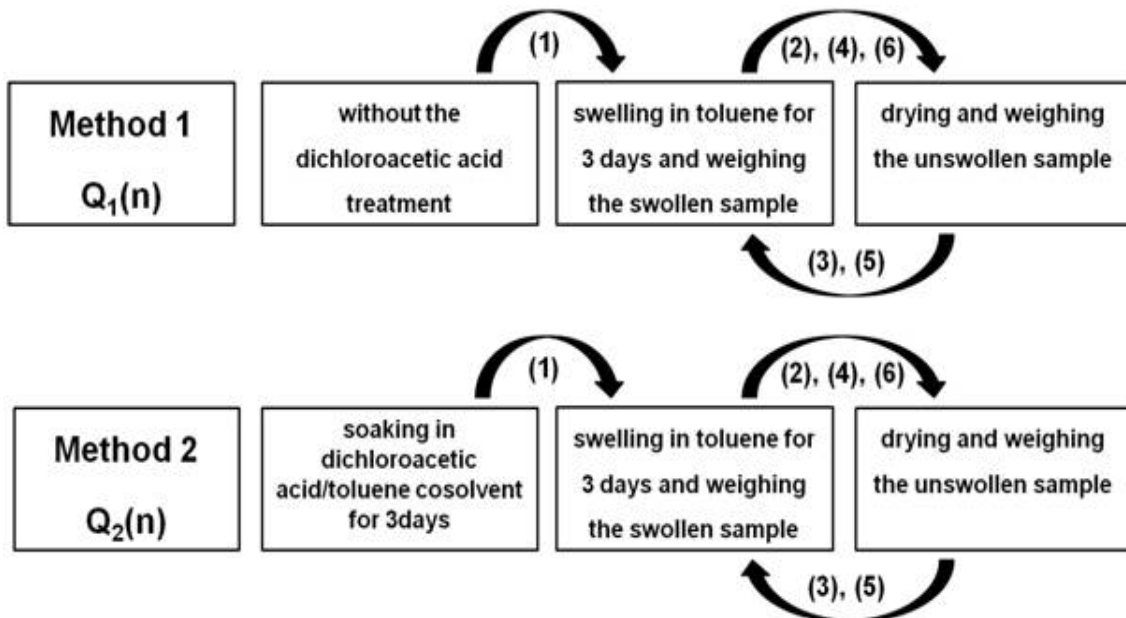 (1)
(2), (4), (6)
Method 1
Q₁(n)
without the
dichloroacetic acid
treatment
swelling in toluene for
3 days and weighing
the swollen sample
drying and weighing
the unswollen sample
(3), (5)
(1)
(2), (4), (6)
Method 2
Q₂(n)
soaking in
dichloroacetic
acid/toluene cosolvent
for 3days
swelling in toluene for
3 days and weighing
the swollen sample
drying and weighing
the unswollen sample
(3), (5)